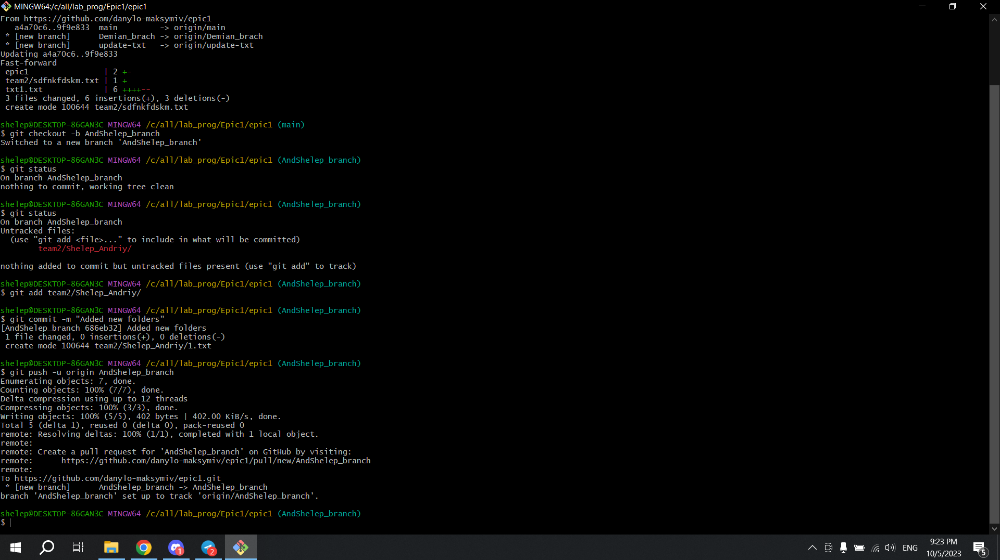 MINGW64:/c/all/lab_prog/Epic1/epic1
From https://github.com/danylo-maksymiv/epic1
   a4a70c6..9f9e833  main         -> origin/main
 * [new branch]      Demian_brach -> origin/Demian_brach
 * [new branch]      update-txt   -> origin/update-txt
Updating a4a70c6..9f9e833
Fast-forward
 epic1                | 2 +-
 team2/sdfnkfdskm.txt | 1 +
 txt1.txt             | 6 ++++--
 3 files changed, 6 insertions(+), 3 deletions(-)
 create mode 100644 team2/sdfnkfdskm.txt
shelep@DESKTOP-86GAN3C MINGW64 /c/all/lab_prog/Epic1/epic1 (main)
$ git checkout -b AndShelep_branch
Switched to a new branch 'AndShelep_branch'
shelep@DESKTOP-86GAN3C MINGW64 /c/all/lab_prog/Epic1/epic1 (AndShelep_branch)
$ git status
On branch AndShelep_branch
nothing to commit, working tree clean
shelep@DESKTOP-86GAN3C MINGW64 /c/all/lab_prog/Epic1/epic1 (AndShelep_branch)
$ git status
On branch AndShelep_branch
Untracked files:
  (use "git add <file>..." to include in what will be committed)
        team2/Shelep_Andriy/
nothing added to commit but untracked files present (use "git add" to track)
shelep@DESKTOP-86GAN3C MINGW64 /c/all/lab_prog/Epic1/epic1 (AndShelep_branch)
$ git add team2/Shelep_Andriy/
shelep@DESKTOP-86GAN3C MINGW64 /c/all/lab_prog/Epic1/epic1 (AndShelep_branch)
$ git commit -m "Added new folders"
[AndShelep_branch 686eb32] Added new folders
 1 file changed, 0 insertions(+), 0 deletions(-)
 create mode 100644 team2/Shelep_Andriy/1.txt
shelep@DESKTOP-86GAN3C MINGW64 /c/all/lab_prog/Epic1/epic1 (AndShelep_branch)
$ git push -u origin AndShelep_branch
Enumerating objects: 7, done.
Counting objects: 100% (7/7), done.
Delta compression using up to 12 threads
Compressing objects: 100% (3/3), done.
Writing objects: 100% (5/5), 402 bytes | 402.00 KiB/s, done.
Total 5 (delta 1), reused 0 (delta 0), pack-reused 0
remote: Resolving deltas: 100% (1/1), completed with 1 local object.
remote:
remote: Create a pull request for 'AndShelep_branch' on GitHub by visiting:
remote:      https://github.com/danylo-maksymiv/epic1/pull/new/AndShelep_branch
remote:
To https://github.com/danylo-maksymiv/epic1.git
 * [new branch]      AndShelep_branch -> AndShelep_branch
branch 'AndShelep_branch' set up to track 'origin/AndShelep_branch'.
shelep@DESKTOP-86GAN3C MINGW64 /c/all/lab_prog/Epic1/epic1 (AndShelep_branch)
$
1
2
ENG
9:23 PM
10/5/2023
5